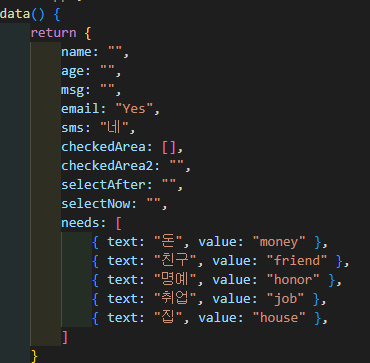 data() {
return {
name: "",
age: "",
msg: "",
email: "Yes",
sms: "네",
checkedArea: [],
checkedArea2: "",
selectAfter: "",
selectNow: "",
needs: [
{ text: "돈", value: "money" },
{ text: "친구", value: "friend" },
{ text: "명예", value: "honor" },
{ text: "취업", value: "job" },
{ text: "집", value: "house" },
]
}